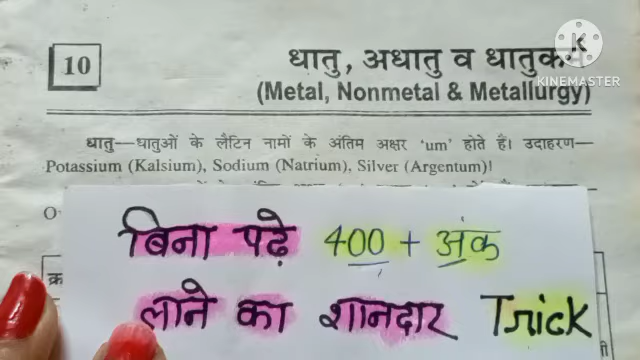 10
धातु, अधातु व धातुक
K
KINEMASTER
(Metal, Nonmetal & Metallurgy)
धातु—धातुओं के लैटिन नामों के अंतिम अक्षर 'um' होते हैं। उदाहरण—
Potassium (Kalsium), Sodium (Natrium), Silver (Argentum)!
बिना पढ़े 400 + अंक
क्र
लाने का शानदार Trick